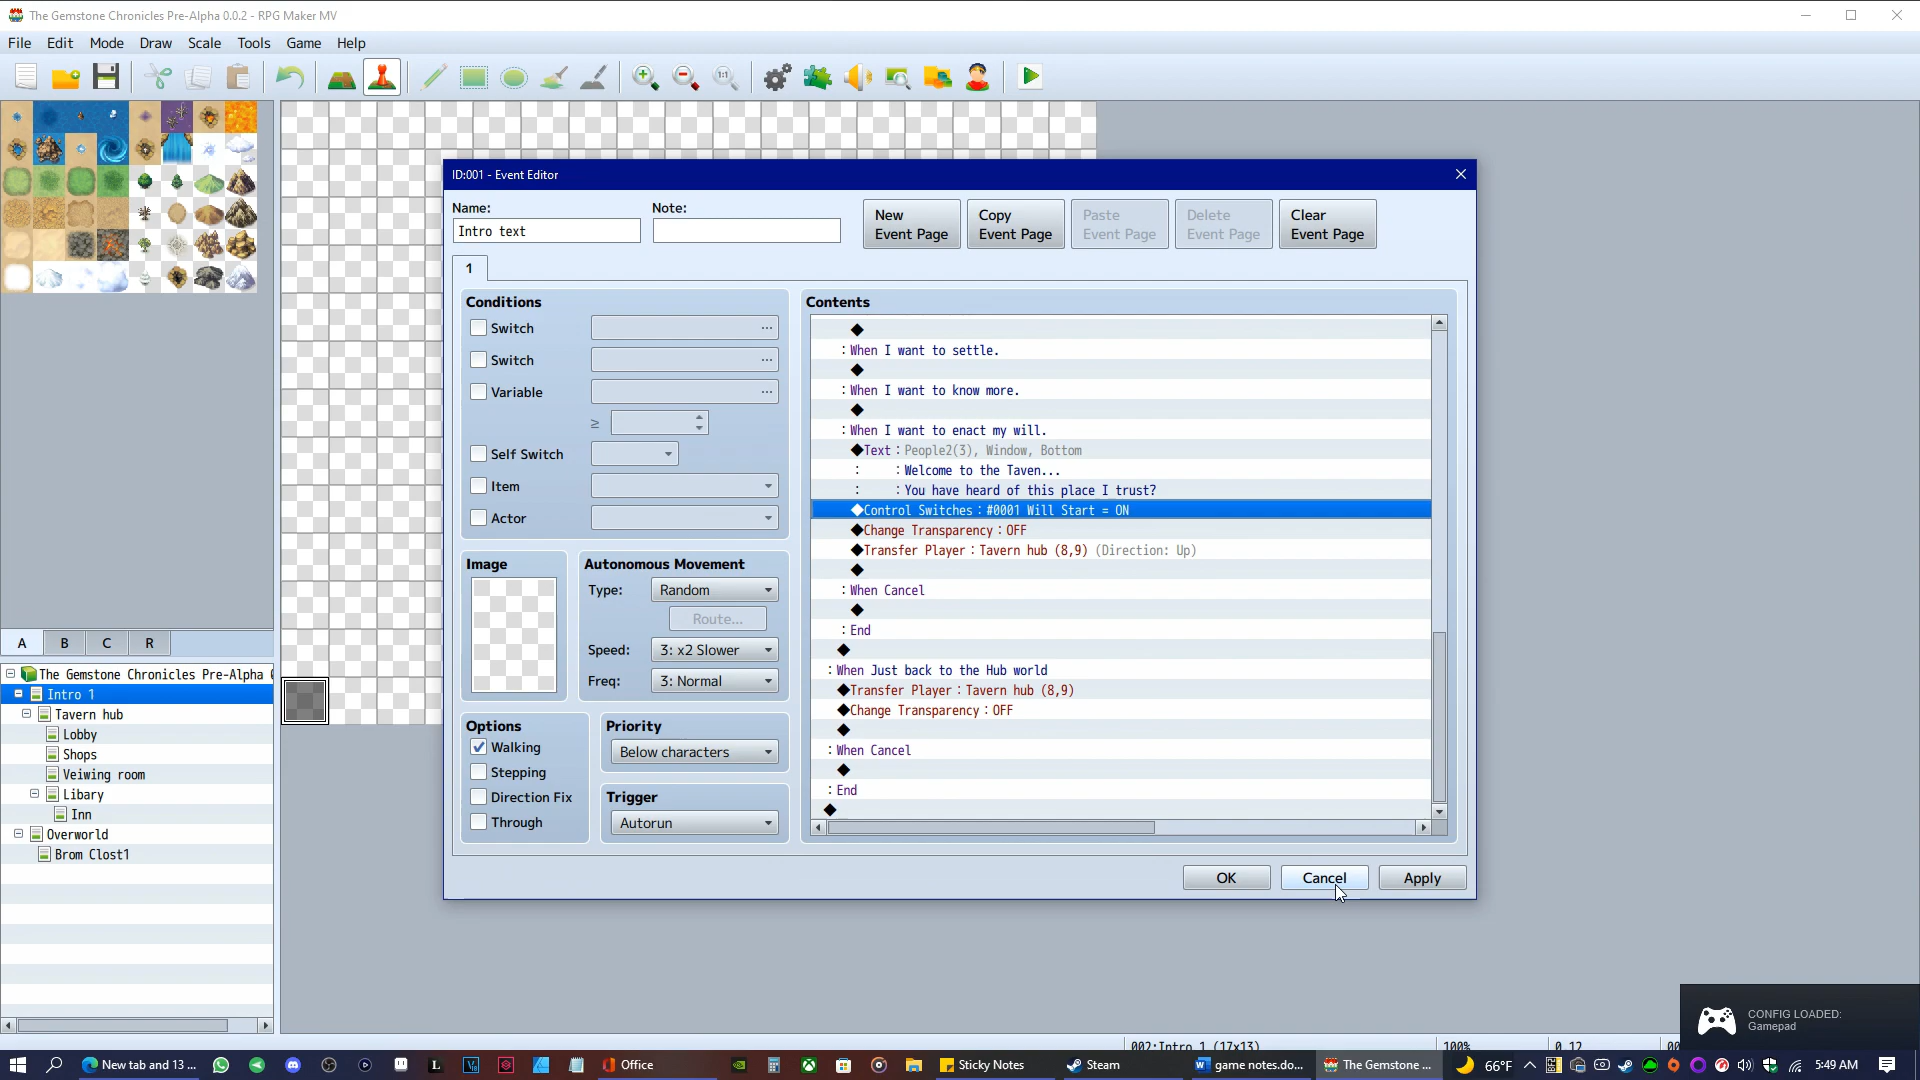 The Gemstone Chronicles Pre-Alpha 0.0.2 - RPG Maker MV
File Edit Mode Draw Scale Tools Game Help
1:1
ID:001 - Event Editor
Name:
Intro text
Note:
New Event Page
Copy Event Page
Paste Event Page
Delete Event Page
Clear Event Page
1
Conditions
Switch ...
Switch ...
Variable ...
≥
Self Switch
Item
Actor
Image
Autonomous Movement
Type: Random
Route...
Speed: 3: x2 Slower
Freq: 3: Normal
Options
Walking
Stepping
Direction Fix
Through
Priority
Below characters
Trigger
Autorun
Contents
◆
: When I want to settle.
◆
: When I want to know more.
◆
: When I want to enact my will.
◆Text : People2(3), Window, Bottom
: : Welcome to the Taven...
: : You have heard of this place I trust?
◆Control Switches : #0001 Will Start = ON
◆Change Transparency : OFF
◆Transfer Player : Tavern hub (8,9) (Direction: Up)
◆
: When Cancel
◆
: End
◆
: When Just back to the Hub world
◆Transfer Player : Tavern hub (8,9)
◆Change Transparency : OFF
◆
: When Cancel
◆
: End
◆
OK Cancel Apply
A B C R
The Gemstone Chronicles Pre-Alpha
Intro 1
Tavern hub
Lobby
Shops
Veiwing room
Libary
Inn
Overworld
Brom Clost1
002:Intro 1 (17x13) 100% 0,12
CONFIG LOADED:
Gamepad
New tab and 13 ... Office Sticky Notes Steam game notes.do... The Gemstone ... 66°F 5:49 AM